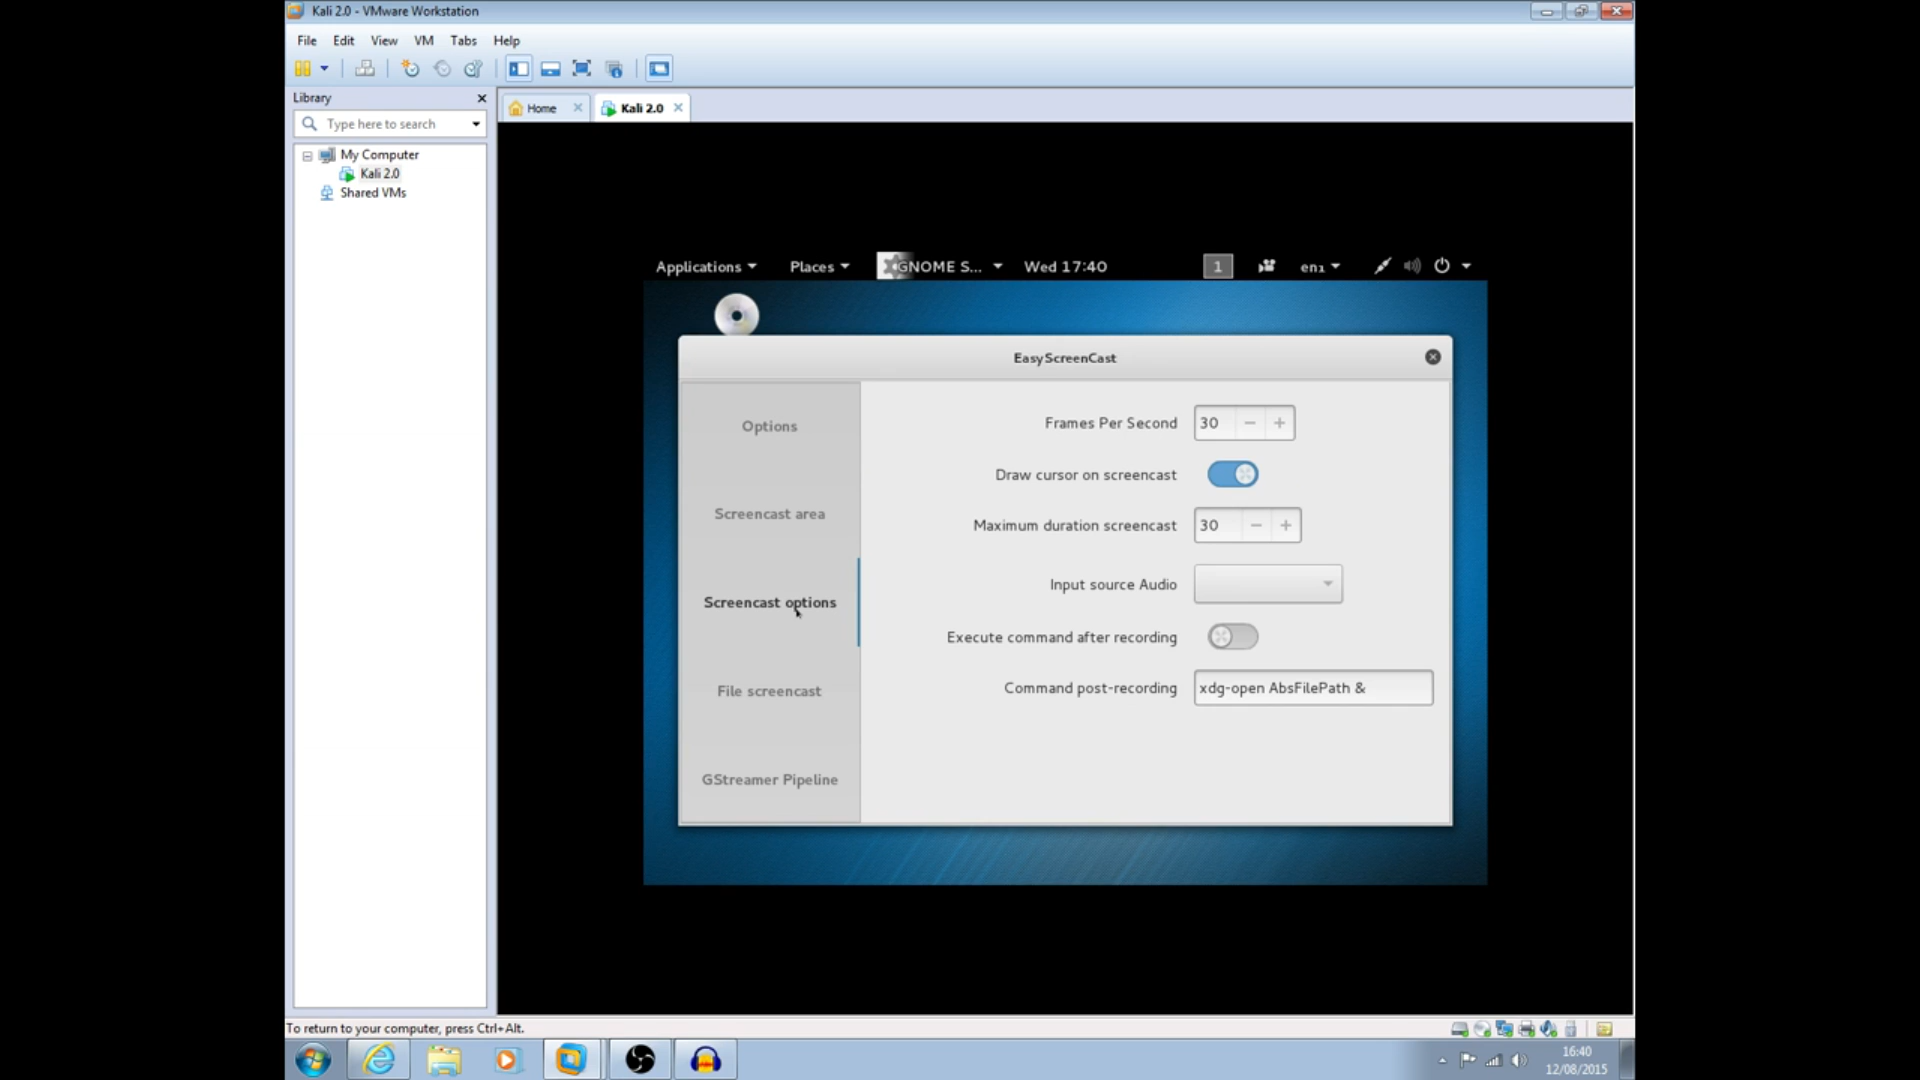 Kali 2.0 - VMware Workstation
File Edit View VM Tabs Help
Library
Home
Kali 2.0
Type here to search
My Computer
Kali 2.0
Shared VMs
Applications Places GNOME S... Wed 17:40 1 en1
EasyScreenCast
Options
Screencast area
Screencast options
File screencast
GStreamer Pipeline
Frames Per Second 30
Draw cursor on screencast
Maximum duration screencast 30
Input source Audio
Execute command after recording
Command post-recording xdg-open AbsFilePath &
To return to your computer, press Ctrl+Alt.
16:40
12/08/2015